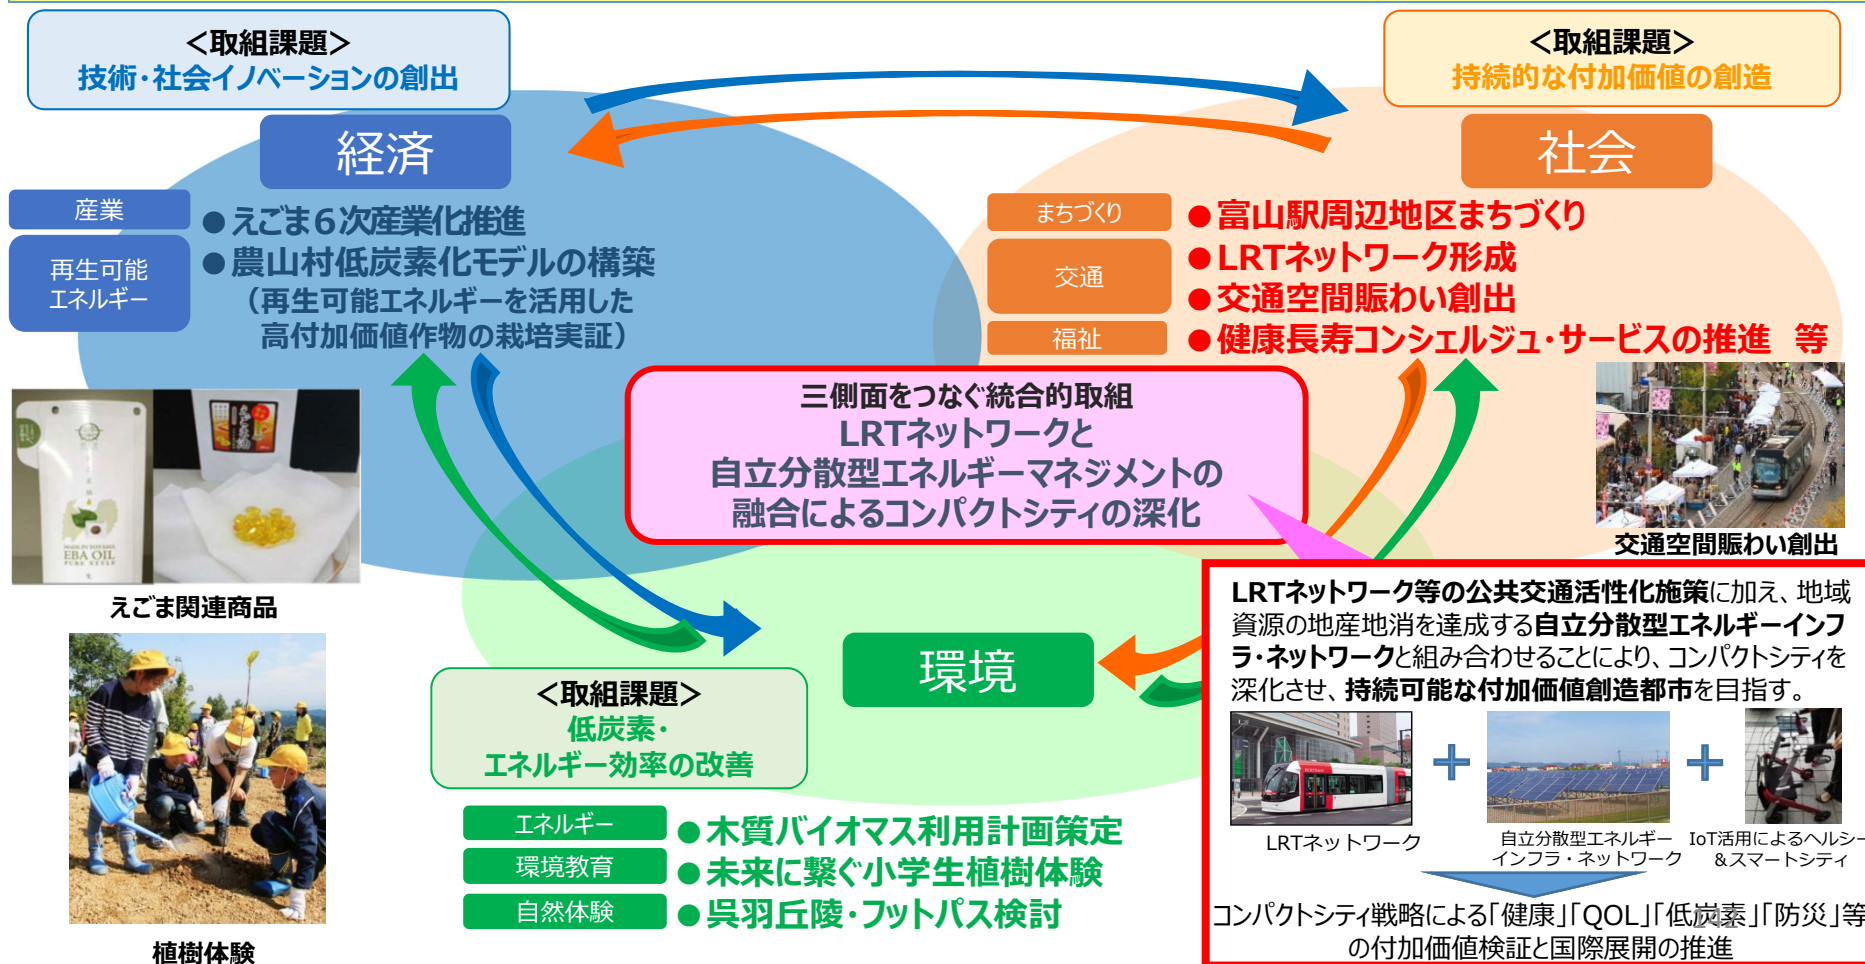 <取組課題>
技術・社会イノベーションの創出
<取組課題>
持続的な付加価値の創造
経済
産業
●えごま６次産業化推進
再生可能
エネルギー
●農山村低炭素化モデルの構築
（再生可能エネルギーを活用した
高付加価値作物の栽培実証）
社会
まちづくり
●富山駅周辺地区まちづくり
交通
●LRTネットワーク形成
●交通空間賑わい創出
福祉
●健康長寿コンシェルジュ・サービスの推進　等
三側面をつなぐ統合的取組
LRTネットワークと
自立分散型エネルギーマネジメントの
融合によるコンパクトシティの深化
MADE IN TOYAMA
EBA OIL
PURE STYLE
えごま関連商品
交通空間賑わい創出
植樹体験
環境
<取組課題>
低炭素・
エネルギー効率の改善
エネルギー
●木質バイオマス利用計画策定
環境教育
●未来に繋ぐ小学生植樹体験
自然体験
●呉羽丘陵・フットパス検討
LRTネットワーク等の公共交通活性化施策に加え、地域
資源の地産地消を達成する自立分散型エネルギーインフ
ラ・ネットワークと組み合わせることにより、コンパクトシティを
深化させ、持続可能な付加価値創造都市を目指す。
LRTネットワーク
自立分散型エネルギー
インフラ・ネットワーク
IoT活用によるヘルシー
&スマートシティ
コンパクトシティ戦略による「健康」「QOL」「低炭素」「防災」等
の付加価値検証と国際展開の推進
142